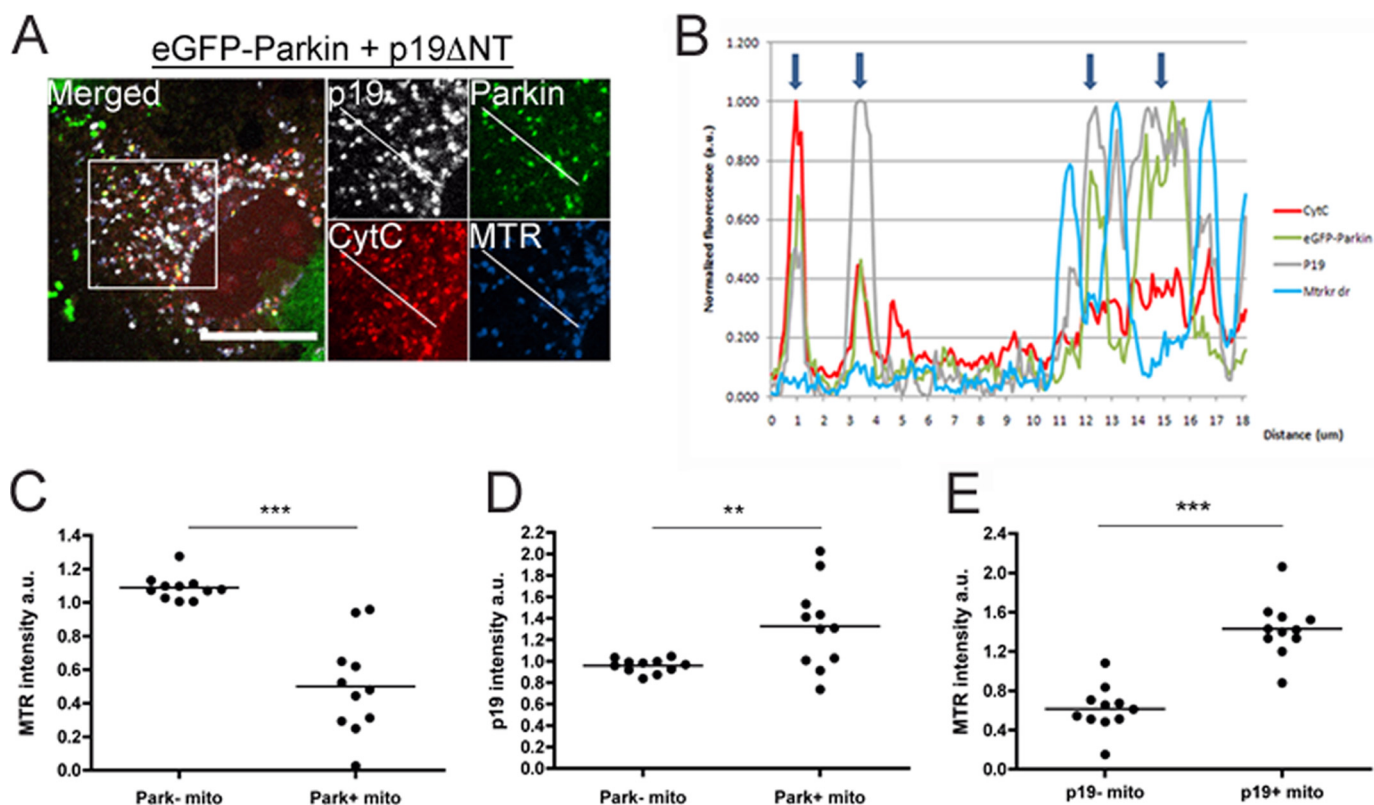 A
eGFP-Parkin + p19ΔNT
Merged
p19
Parkin
CytC
MTR
B
1.200
1.000
0.800
0.600
0.400
0.200
0.000
Normalized fluorescence (a.u.)
0 1 2 3 4 5 6 7 8 9 10 11 12 13 14 15 16 17 18
Distance (um)
CytC
eGFP-Parkin
P19
Mtrkr dr
C
***
1.4
1.2
1.0
0.8
0.6
0.4
0.2
0.0
MTR intensity a.u.
Park- mito Park+ mito
D
**
2.2
2.0
1.8
1.6
1.4
1.2
1.0
0.8
0.6
0.4
0.2
0.0
p19 intensity a.u.
Park- mito Park+ mito
E
***
2.4
2.0
1.6
1.2
0.8
0.4
0.0
MTR intensity a.u.
p19- mito p19+ mito